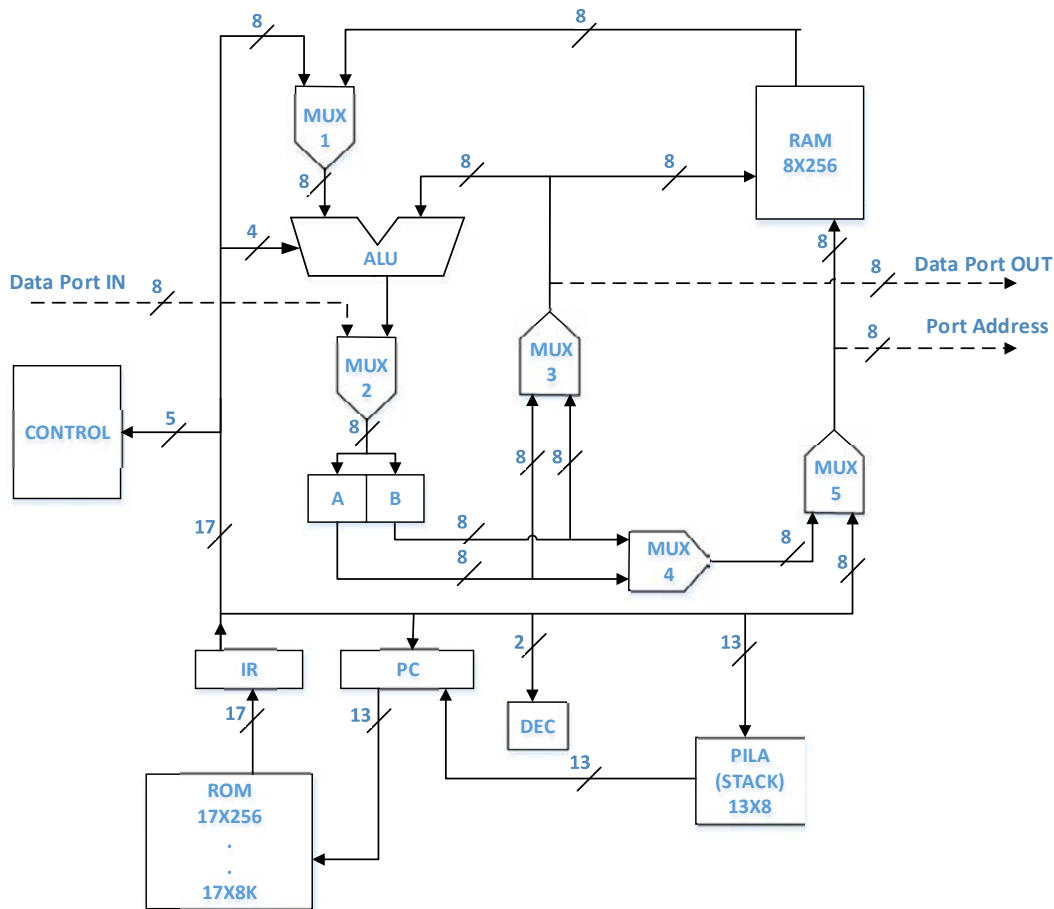 8
8
MUX
1
RAM
8X256
8
8
8
4
ALU
8
Data Port IN
8
8
Data Port OUT
MUX
2
MUX
3
8
Port Address
CONTROL
5
8
8
8
MUX
5
A
B
17
8
8
MUX
4
8
8
2
13
IR
PC
17
13
DEC
13
PILA
(STACK)
13X8
ROM
17X256
.
.
17X8K